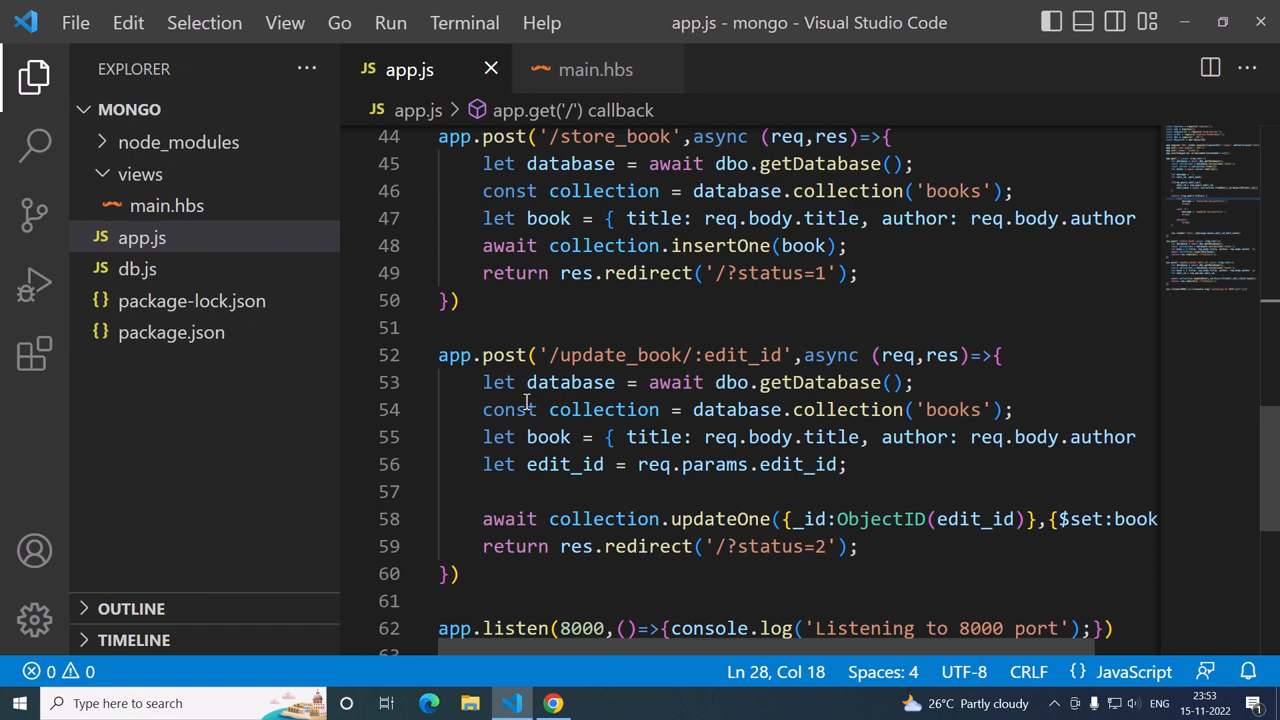 File Edit Selection View Go Run Terminal Help app.js - mongo - Visual Studio Code
EXPLORER
MONGO
node_modules
views
main.hbs
JS app.js
JS db.js
{} package-lock.json
{} package.json
OUTLINE
TIMELINE
JS app.js main.hbs
JS app.js > app.get('/') callback
44 app.post('/store_book',async (req,res)=>{
45 let database = await dbo.getDatabase();
46 const collection = database.collection('books');
47 let book = { title: req.body.title, author: req.body.author
48 await collection.insertOne(book);
49 return res.redirect('/?status=1');
50 })
51
52 app.post('/update_book/:edit_id',async (req,res)=>{
53 let database = await dbo.getDatabase();
54 const collection = database.collection('books');
55 let book = { title: req.body.title, author: req.body.author
56 let edit_id = req.params.edit_id;
57
58 await collection.updateOne({_id:ObjectID(edit_id)},{$set:book
59 return res.redirect('/?status=2');
60 })
61
62 app.listen(8000,()=>{console.log('Listening to 8000 port');})
63
0 0 Ln 28, Col 18 Spaces: 4 UTF-8 CRLF {} JavaScript
Type here to search 26°C Partly cloudy ENG 23:53
15-11-2022